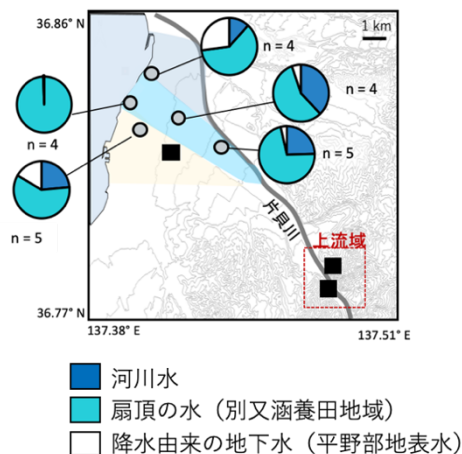 36.86° N
1 km
n = 4
n = 4
n = 4
n = 5
n = 5
片貝川
上流域
36.77° N
137.38° E
137.51° E
河川水
扇頂の水（別又涵養田地域）
降水由来の地下水（平野部地表水）